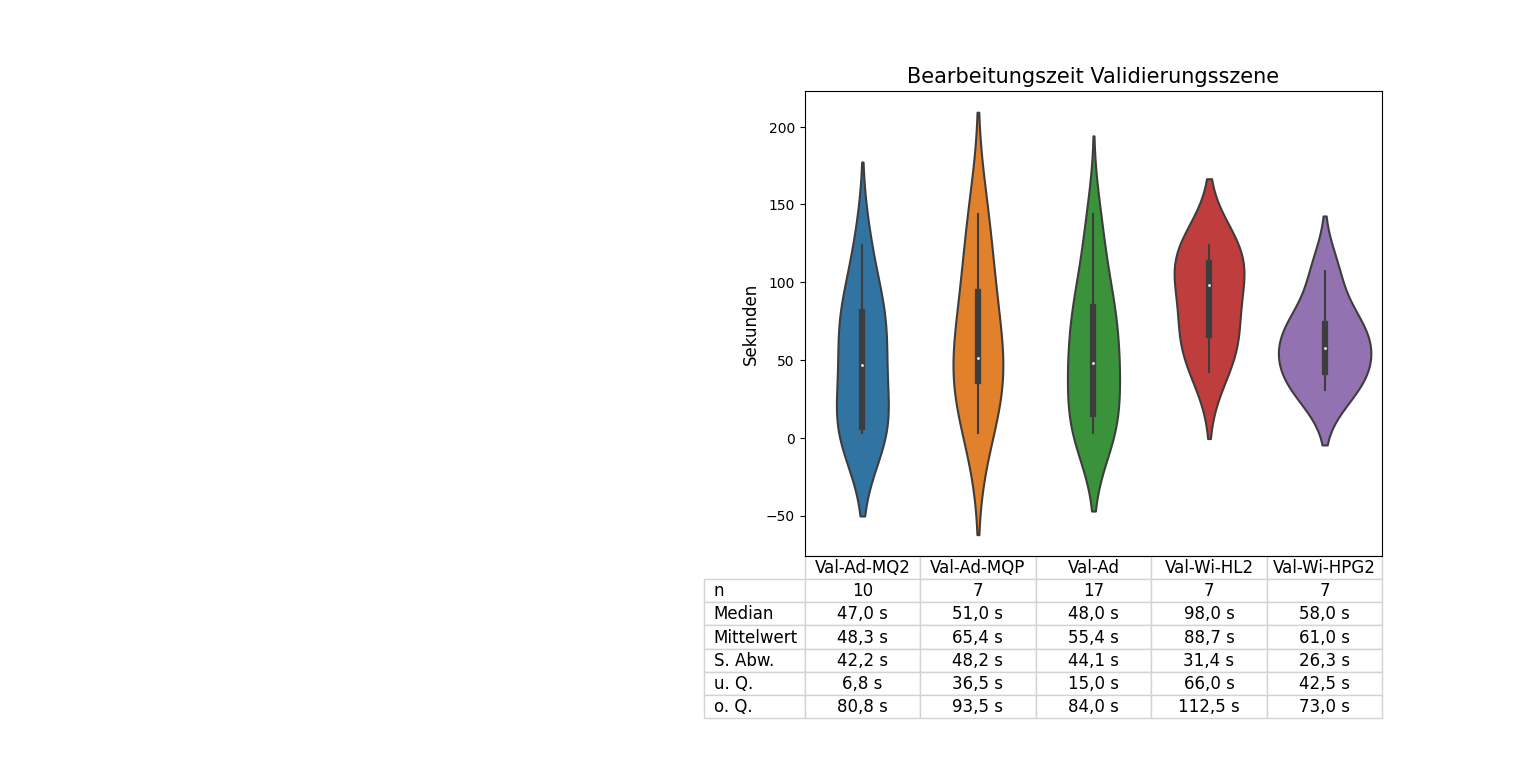 Bearbeitungszeit Validierungsszene
200
150
100
50
0
−50
Sekunden
Val-Ad-MQ2 Val-Ad-MQP Val-Ad Val-Wi-HL2 Val-Wi-HPG2
n 10 7 17 7 7
Median 47,0 s 51,0 s 48,0 s 98,0 s 58,0 s
Mittelwert 48,3 s 65,4 s 55,4 s 88,7 s 61,0 s
S. Abw. 42,2 s 48,2 s 44,1 s 31,4 s 26,3 s
u. Q. 6,8 s 36,5 s 15,0 s 66,0 s 42,5 s
o. Q. 80,8 s 93,5 s 84,0 s 112,5 s 73,0 s